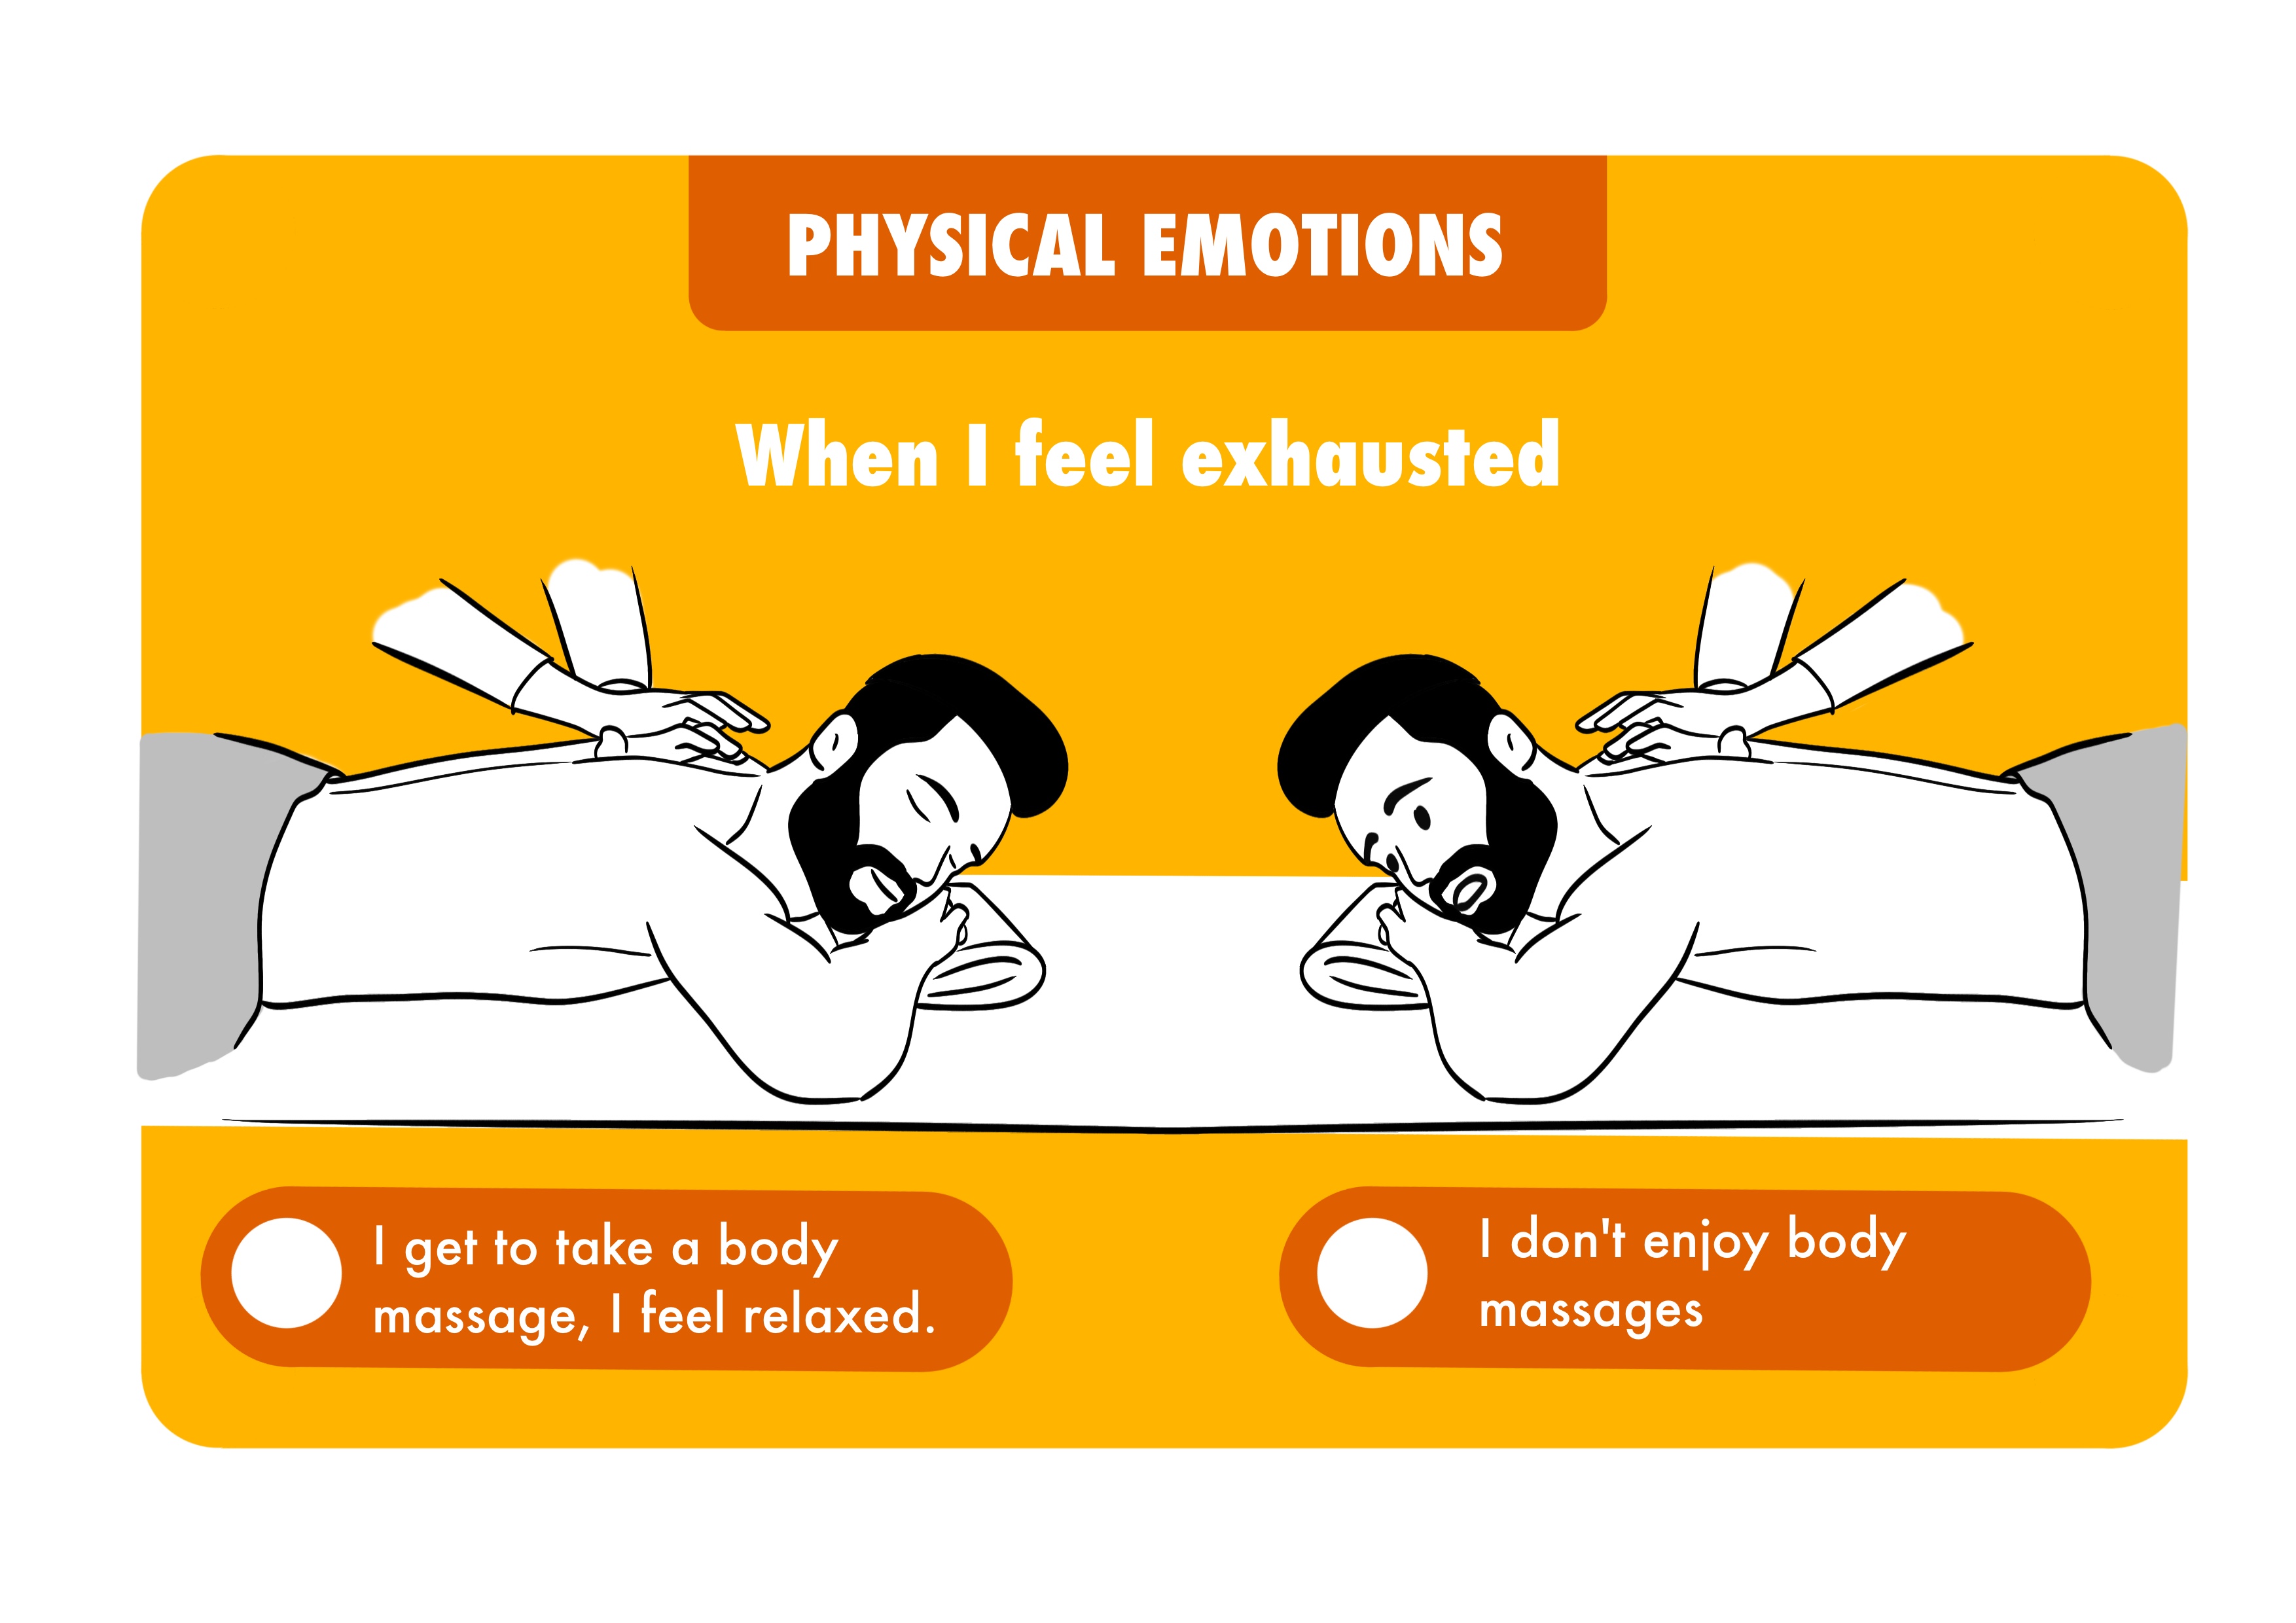 PHYSICAL EMOTIONS
When I feel exhausted
I get to take a body
massage, I feel relaxed.
I don't enjoy body
massages